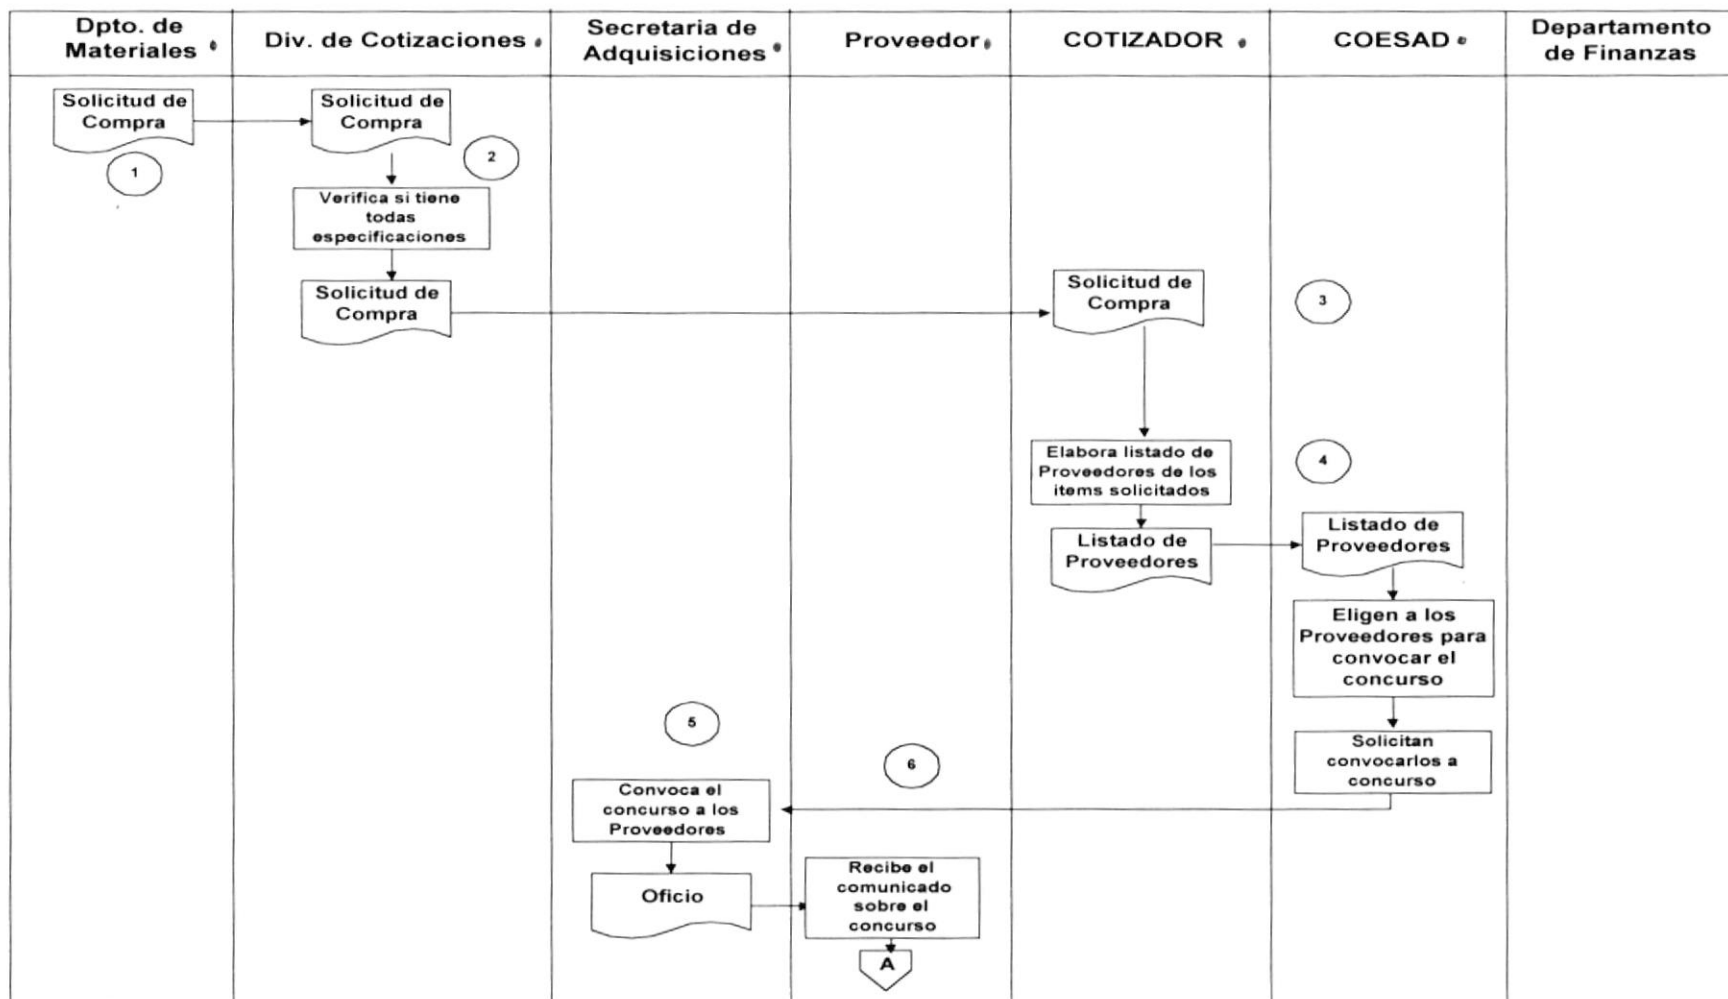 Dpto. de
Materiales
Div. de Cotizaciones
Secretaria de
Adquisiciones
Proveedor
COTIZADOR
COESAD
Departamento
de Finanzas
Solicitud de
Compra
Solicitud de
Compra
1
2
Verifica si tiene
todas
especificaciones
Solicitud de
Compra
Solicitud de
Compra
3
Elabora listado de
Proveedores de los
items solicitados
4
Listado de
Proveedores
Listado de
Proveedores
Eligen a los
Proveedores para
convocar el
concurso
Solicitan
convocarlos a
concurso
5
6
Convoca el
concurso a los
Proveedores
Oficio
Recibe el
comunicado
sobre el
concurso
A